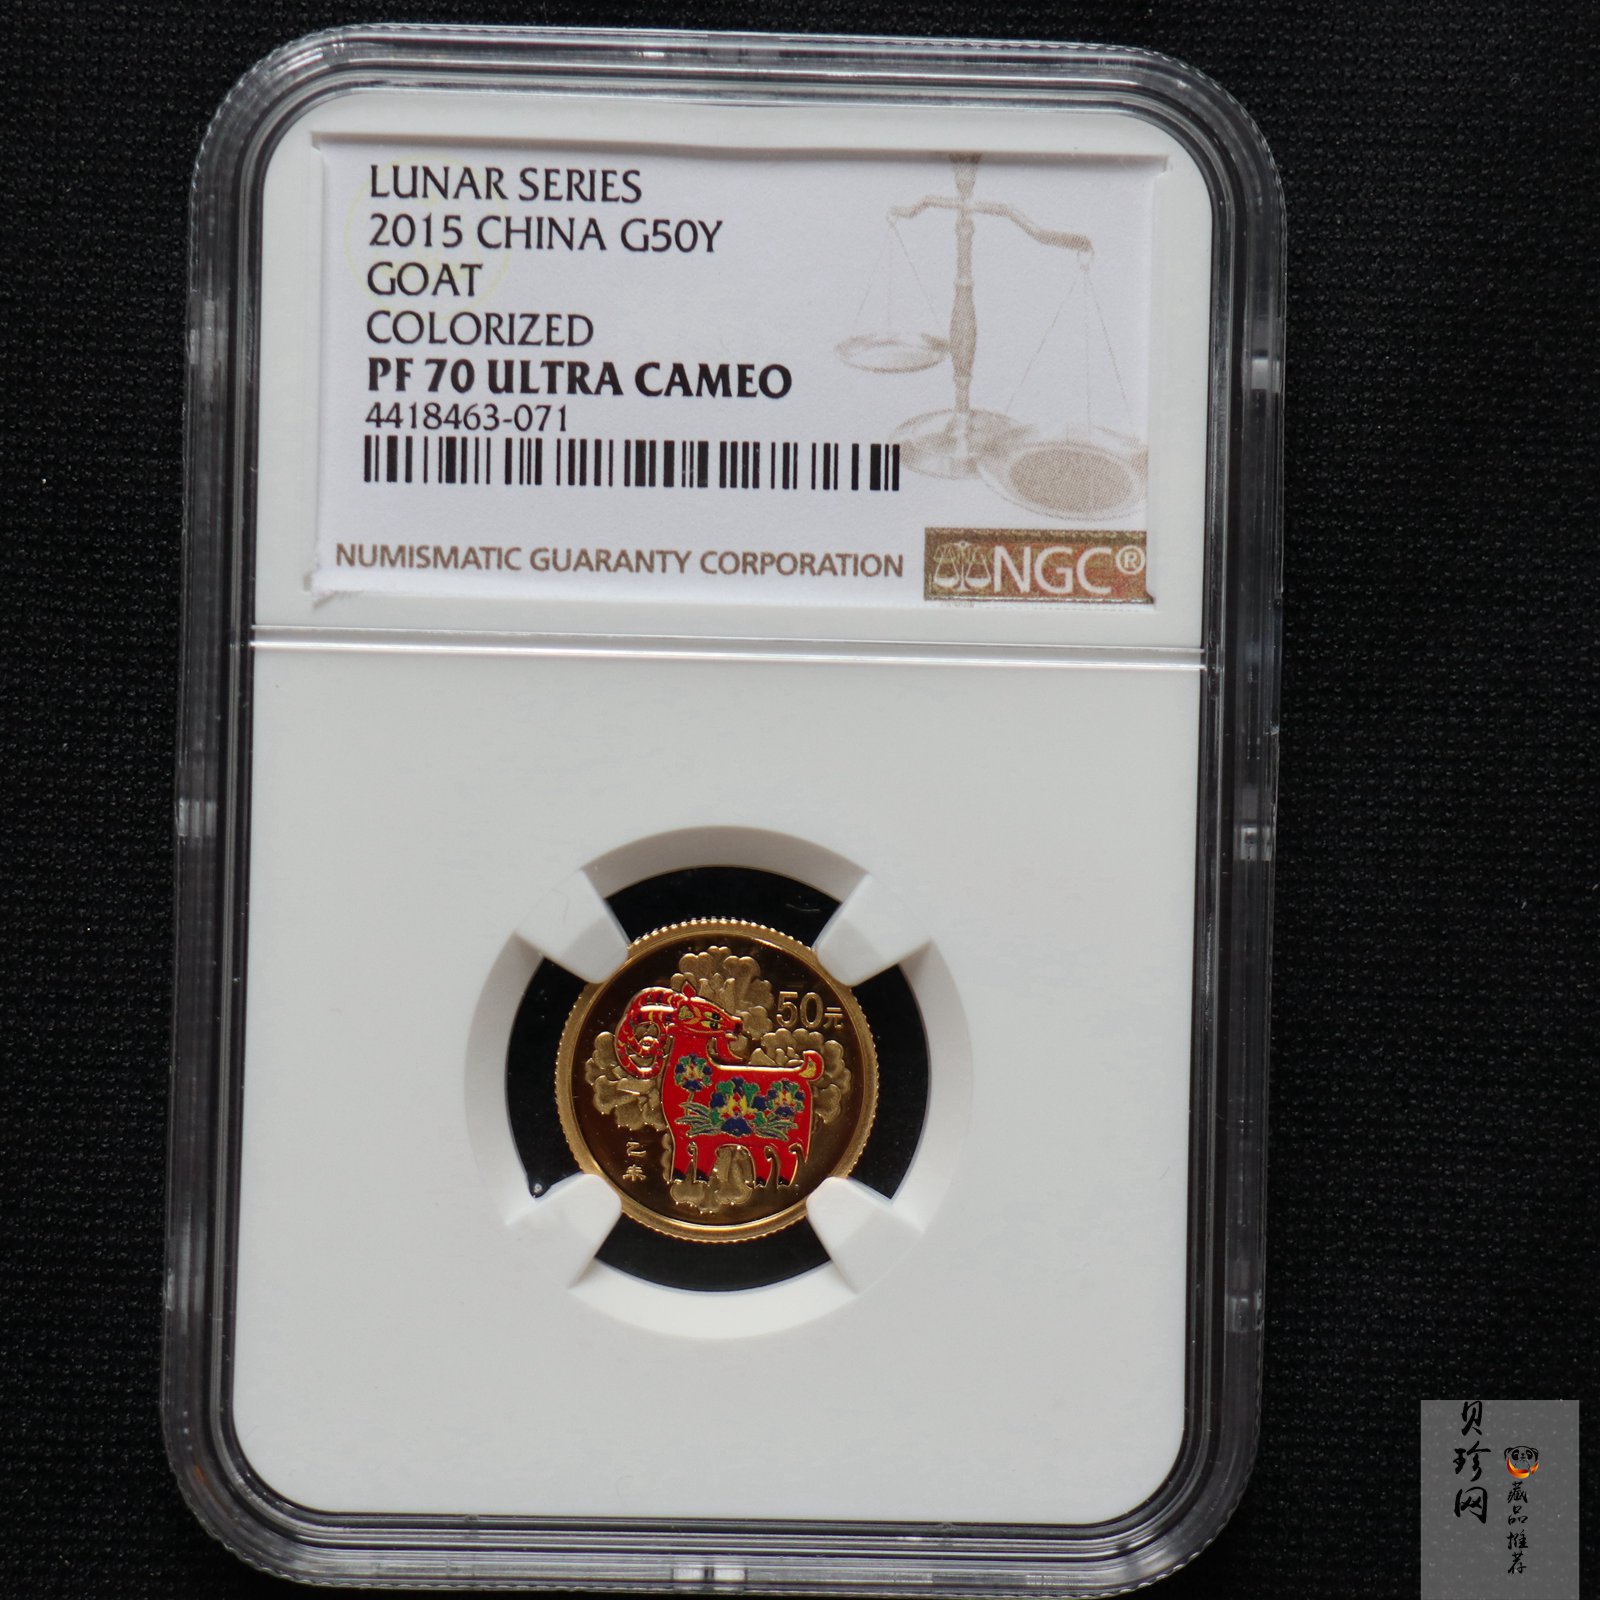 LUNAR SERIES
2015 CHINA G50Y
GOAT
COLORIZED
PF 70 ULTRA CAMEO
4418463-071
NUMISMATIC GUARANTY CORPORATION
NGC®
50元
乙未
贝珍网
藏品推荐